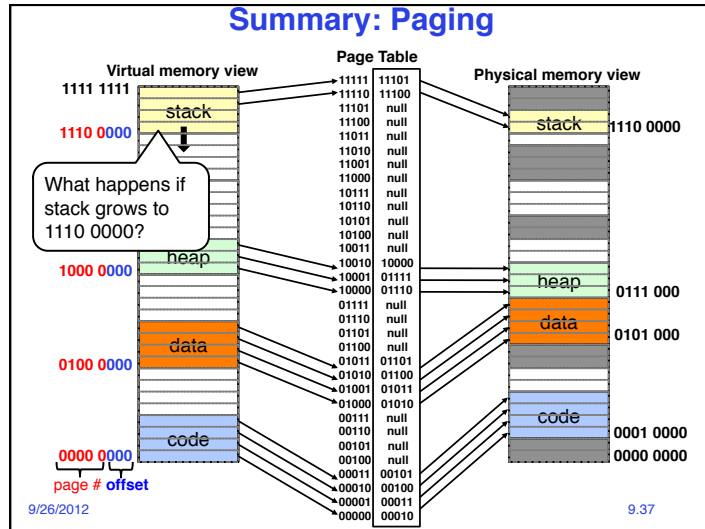 Summary: Paging
Virtual memory view
Page Table
Physical memory view
1111 1111
stack
1110 0000
What happens if
stack grows to
1110 0000?
heap
1000 0000
data
0100 0000
code
0000 0000
page # offset
11111 11101
11110 11100
11101 null
11100 null
11011 null
11010 null
11001 null
11000 null
10111 null
10110 null
10101 null
10100 null
10011 null
10010 10000
10001 01111
10000 01110
01111 null
01110 null
01101 null
01100 null
01011 01101
01010 01100
01001 01011
01000 01010
00111 null
00110 null
00101 null
00100 null
00011 00101
00010 00100
00001 00011
00000 00010
stack
1110 0000
heap
0111 000
data
0101 000
code
0001 0000
0000 0000
9/26/2012
9.37